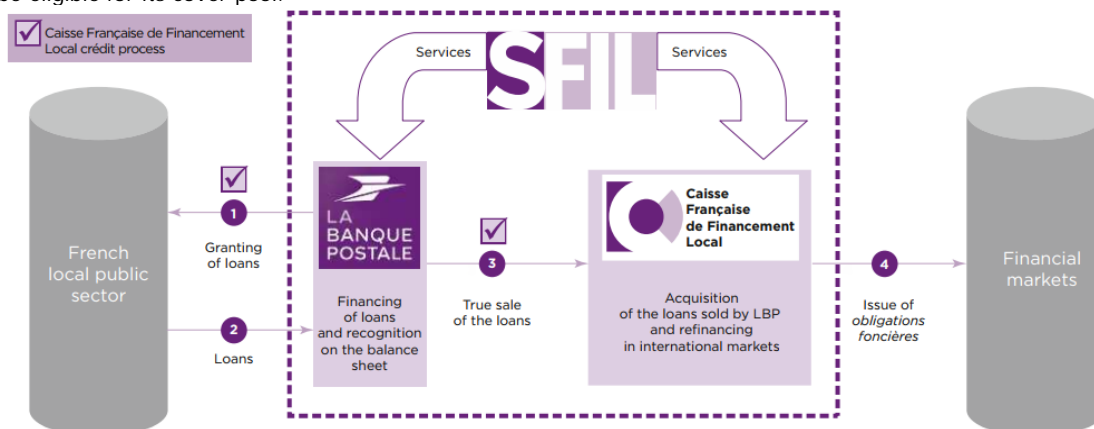 Caisse Française de Financement
Local crédit process
Services
SFIL
Services
1
Granting
of loans
French
local public
sector
2
Loans
LA
BANQUE
POSTALE
Financing
of loans
and recognition
on the balance
sheet
3
True sale
of the loans
Caisse
Française
de Financement
Local
Acquisition
of the loans sold by LBP
and refinancing
in international markets
4
Issue of
obligations
foncières
Financial
markets